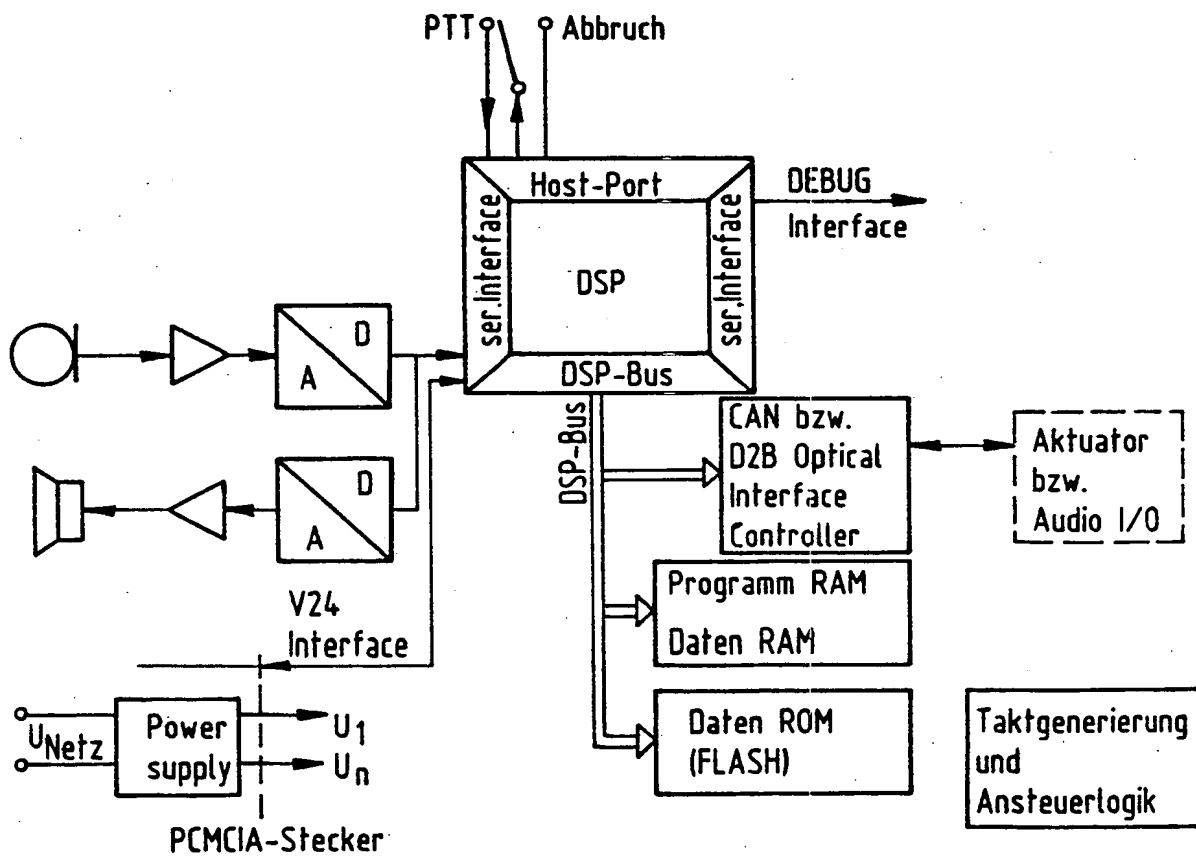 PTT
Abbruch
Host-Port
ser.Interface
DSP
ser.Interface
DSP-Bus
DEBUG
Interface
D
A
D
A
DSP-Bus
CAN bzw.
D2B Optical
Interface
Controller
Aktuator
bzw.
Audio I/O
V24
Interface
Programm RAM
Daten RAM
Daten ROM
(FLASH)
Taktgenerierung
und
Ansteuerlogik
UNetz
Power
supply
U1
Un
PCMCIA-Stecker